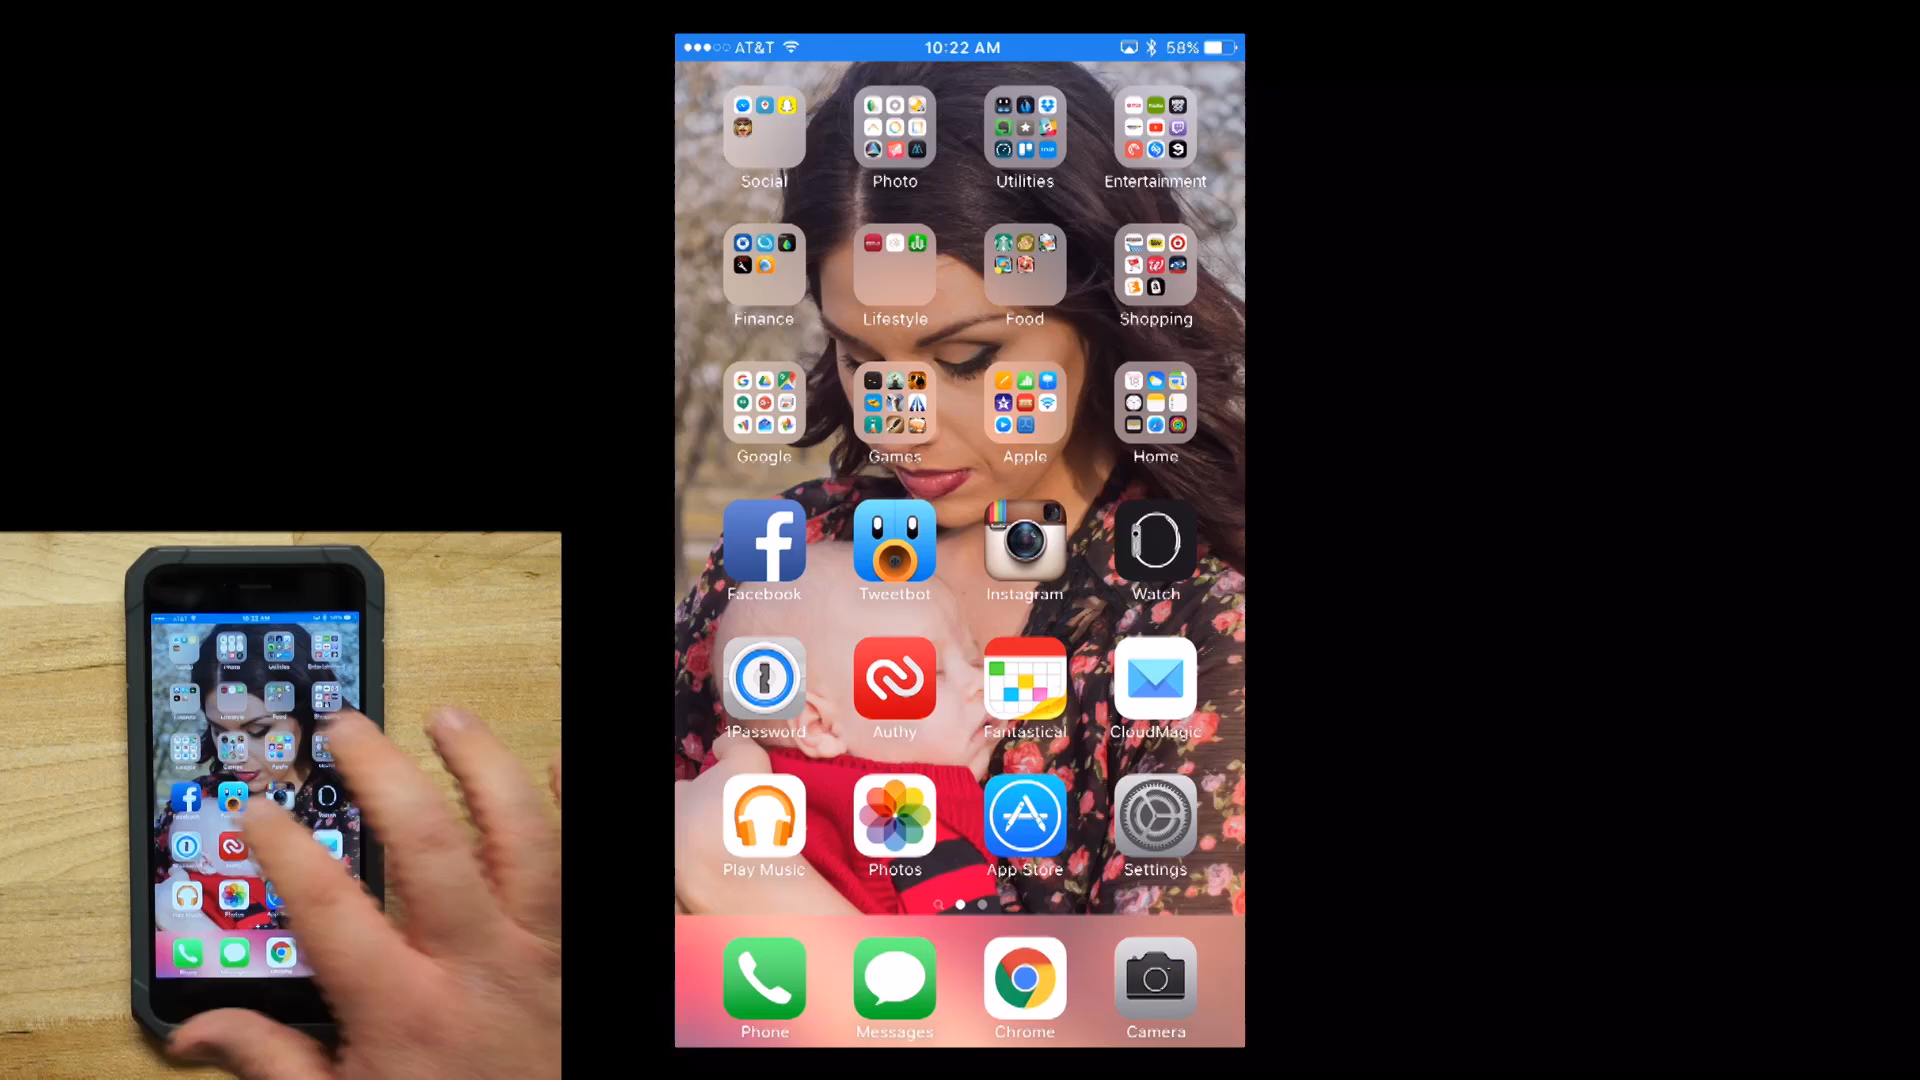 AT&T 10:22 AM 58%
Social Photo Utilities Entertainment
Finance Lifestyle Food Shopping
Google Games Apple Home
Facebook Tweetbot Instagram Watch
1Password Authy Fantastical CloudMagic
Play Music Photos App Store Settings
Phone Messages Chrome Camera